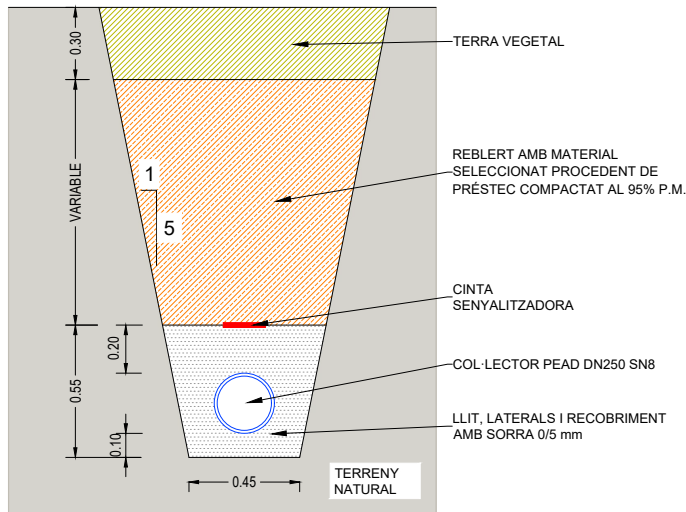 0.30
TERRA VEGETAL
VARIABLE
1
5
REBLERT AMB MATERIAL
SELECCIONAT PROCEDENT DE
PRÉSTEC COMPACTAT AL 95% P.M.
CINTA
SENYALITZADORA
0.55
0.20
0.10
COL·LECTOR PEAD DN250 SN8
LLIT, LATERALS I RECOBRIMENT
AMB SORRA 0/5 mm
0.45
TERRENY
NATURAL